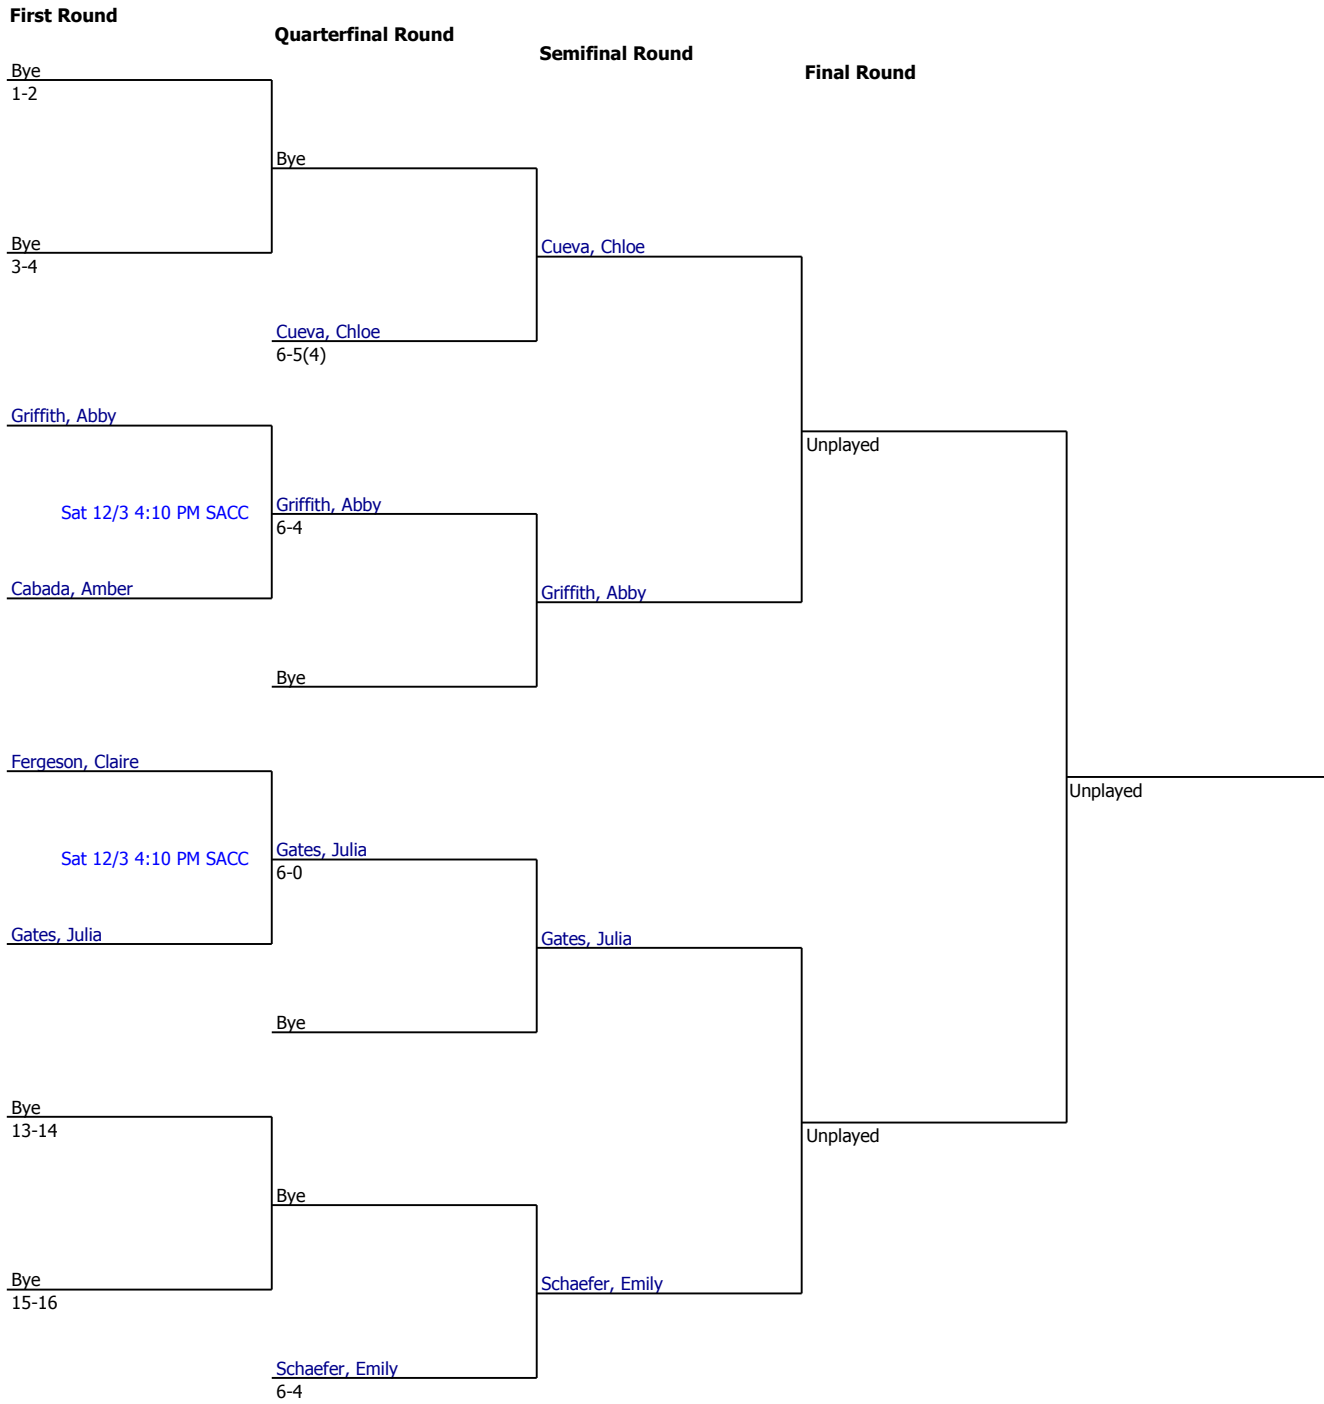 First Round
Quarterfinal Round
Semifinal Round
Final Round
Bye
1-2
Bye
Bye
3-4
Cueva, Chloe
Cueva, Chloe
6-5(4)
Griffith, Abby
Unplayed
Sat 12/3 4:10 PM SACC
Griffith, Abby
6-4
Cabada, Amber
Griffith, Abby
Bye
Fergeson, Claire
Unplayed
Sat 12/3 4:10 PM SACC
Gates, Julia
6-0
Gates, Julia
Gates, Julia
Bye
Bye
13-14
Unplayed
Bye
Bye
15-16
Schaefer, Emily
Schaefer, Emily
6-4